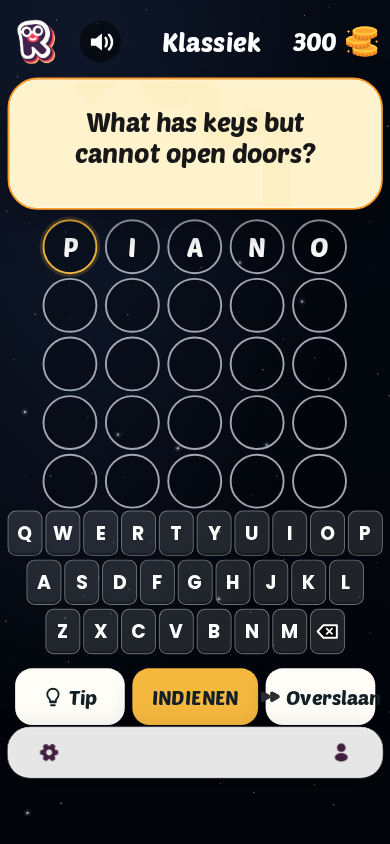 Klassiek
300
What has keys but
cannot open doors?
P I A N O
Q W E R T Y U I O P
A S D F G H J K L
Z X C V B N M
Tip
INDIENEN
Overslaan